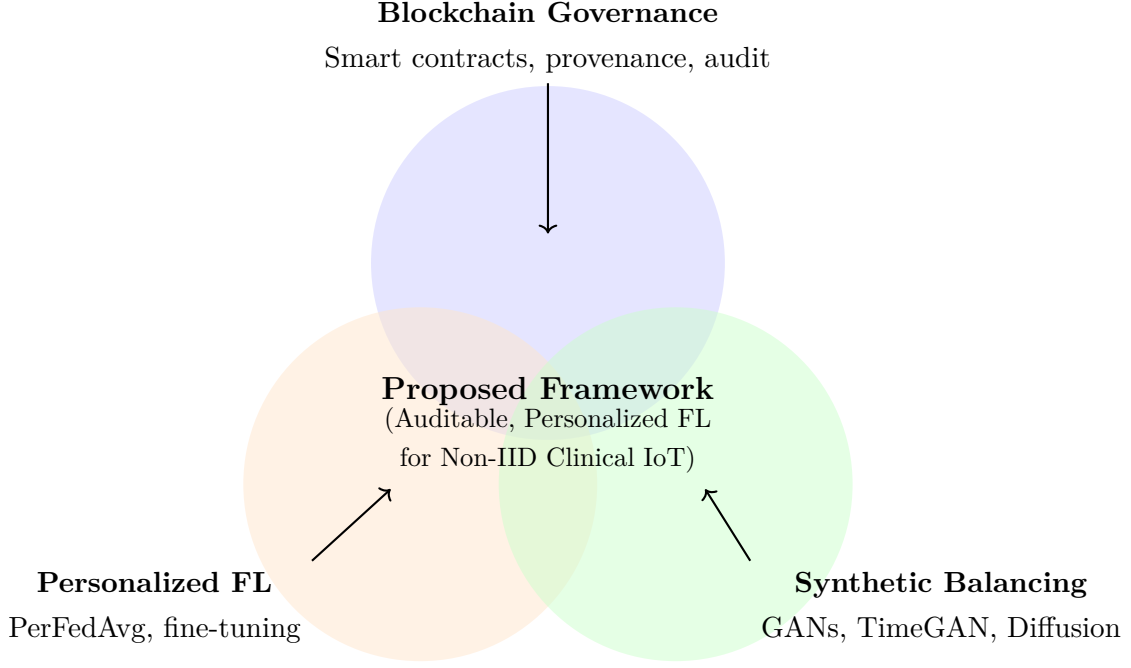 Blockchain Governance
Smart contracts, provenance, audit
Proposed Framework
(Auditable, Personalized FL
for Non-IID Clinical IoT)
Personalized FL
PerFedAvg, fine-tuning
Synthetic Balancing
GANs, TimeGAN, Diffusion